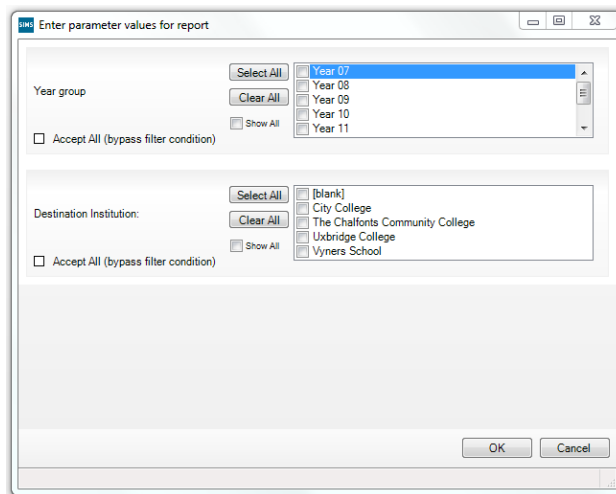 SIMS Enter parameter values for report
Year group
Select All
Clear All
Show All
Accept All (bypass filter condition)
Year 07
Year 08
Year 09
Year 10
Year 11
Destination Institution:
Select All
Clear All
Show All
Accept All (bypass filter condition)
[blank]
City College
The Chalfonts Community College
Uxbridge College
Vyners School
OK
Cancel